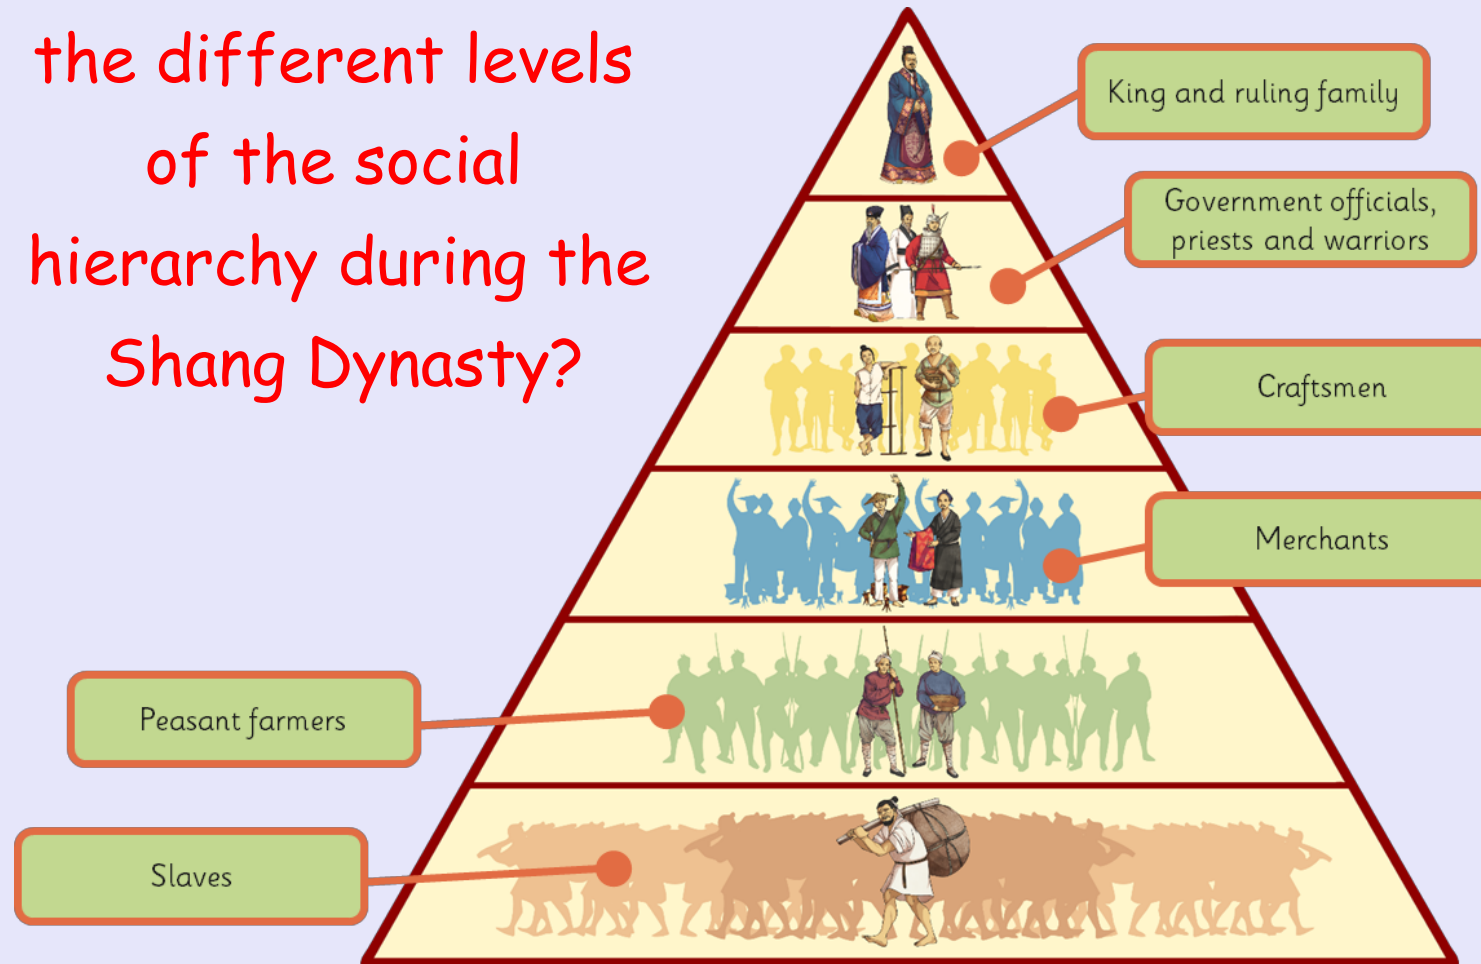 the different levels
of the social
hierarchy during the
Shang Dynasty?
King and ruling family
Government officials,
priests and warriors
Craftsmen
Merchants
Peasant farmers
Slaves